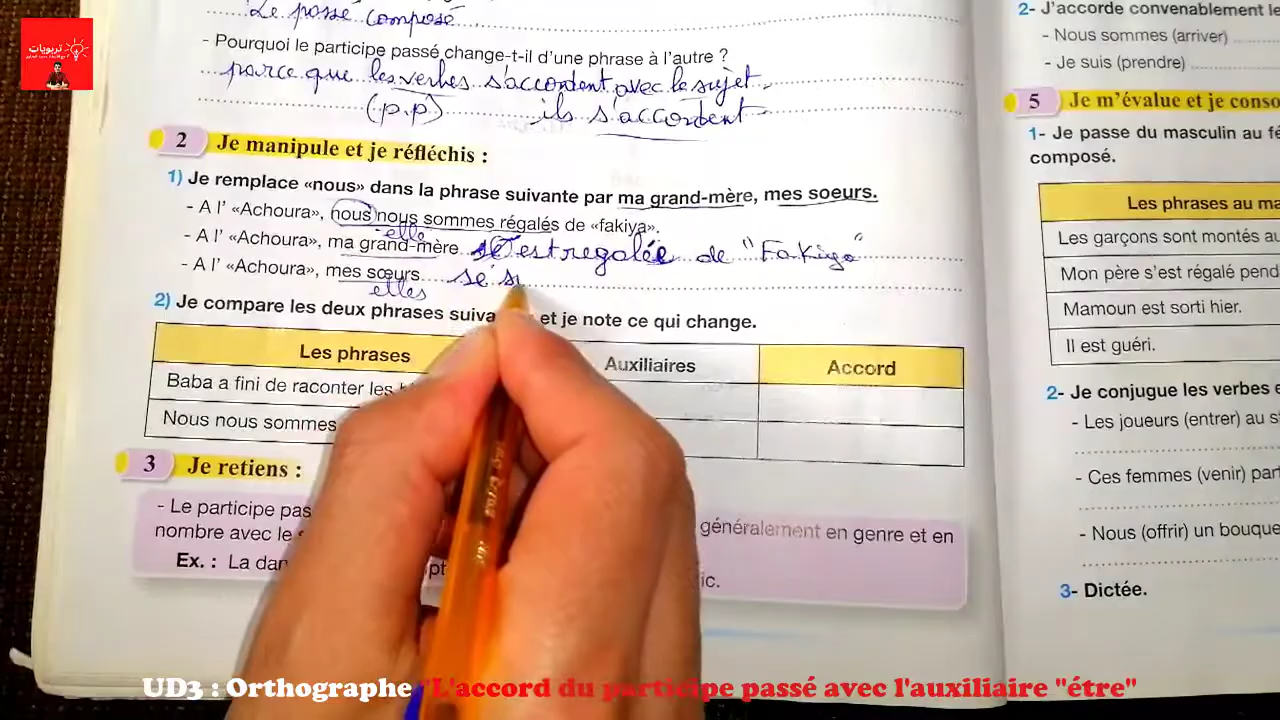 تربويات
Le passé composé
- Pourquoi le participe passé change-t-il d'une phrase à l'autre ?
parce que les verbes s'accordent avec le sujet.
(p.p) ils s'accordent
2 Je manipule et je réfléchis :
1) Je remplace «nous» dans la phrase suivante par ma grand-mère, mes soeurs.
- A l' «Achoura», nous nous sommes régalés de «fakiya».
elle
- A l' «Achoura», ma grand-mère s'est regalée de "Fakiya"
- A l' «Achoura», mes sœurs se s
elles
2) Je compare les deux phrases suiva et je note ce qui change.
Les phrases Auxiliaires Accord
Baba a fini de raconter les
Nous nous sommes
3 Je retiens :
- Le participe pas généralement en genre et en
nombre avec le s
Ex. : La dan pt ic.
2- J'accorde convenablement le
- Nous sommes (arriver)
- Je suis (prendre)
5 Je m'évalue et je conso
1- Je passe du masculin au fé
composé.
Les phrases au ma
Les garçons sont montés au
Mon père s'est régalé pend
Mamoun est sorti hier.
Il est guéri.
2- Je conjugue les verbes e
- Les joueurs (entrer) au s
- Ces femmes (venir) par
- Nous (offrir) un bouque
3- Dictée.
UD3 : Orthographe "L'accord du participe passé avec l'auxiliaire "étre"